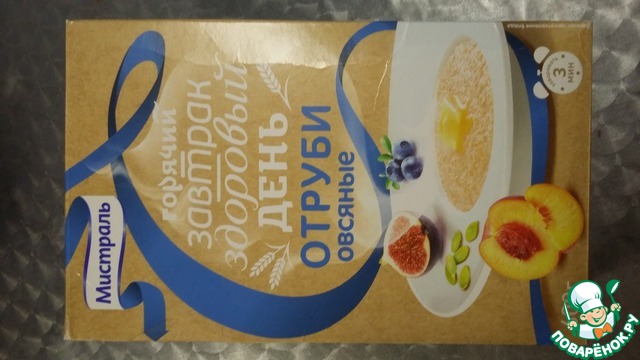 Мистраль
горячий
завтрак
здоровый
ДЕНЬ
ОТРУБИ
овсяные
3
мин
ПОВАРЁНОК.РУ